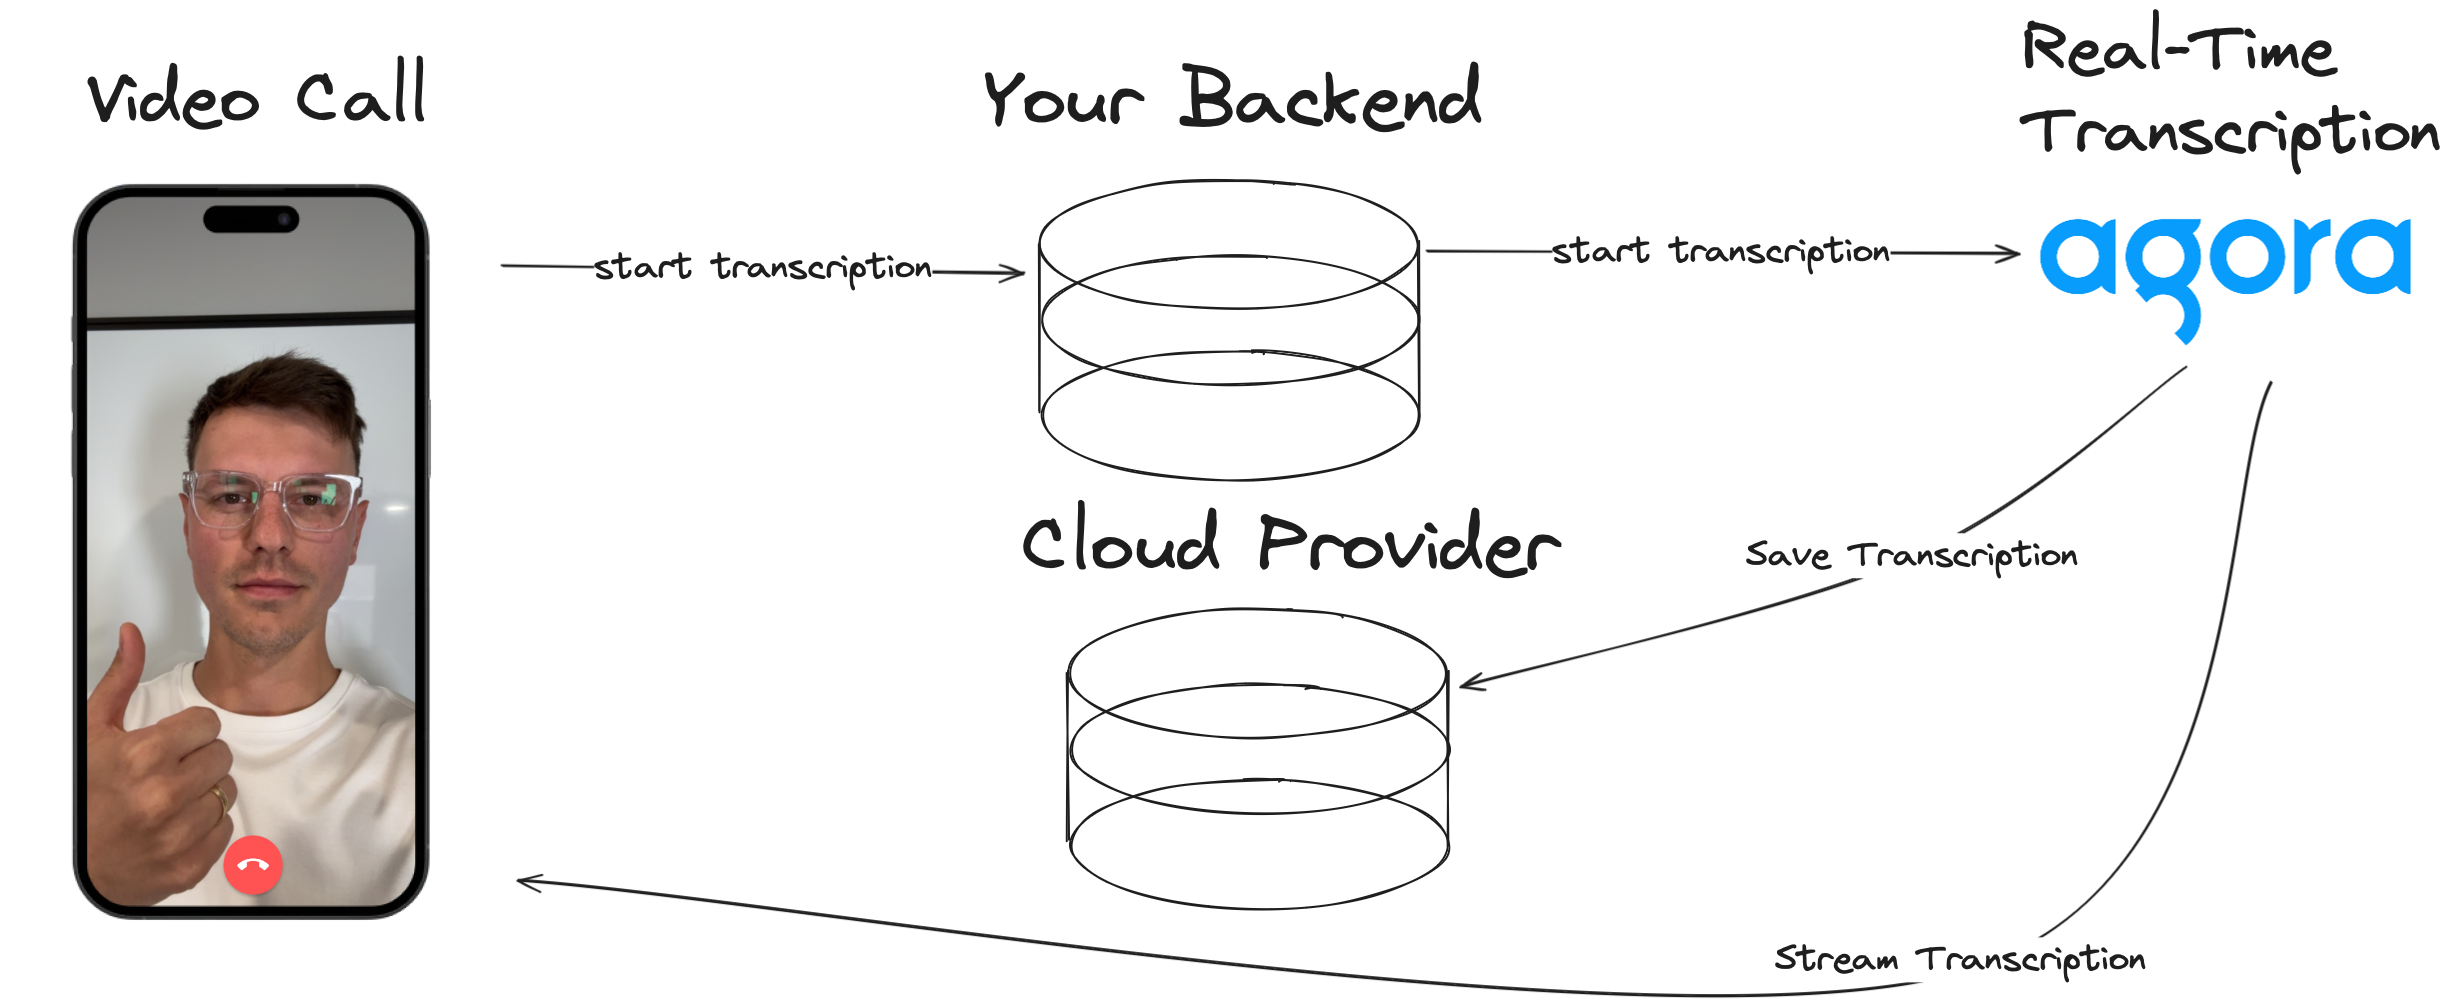 Video Call
Your Backend
Real-Time
Transcription
start transcription
start transcription
agora
Cloud Provider
Save Transcription
Stream Transcription